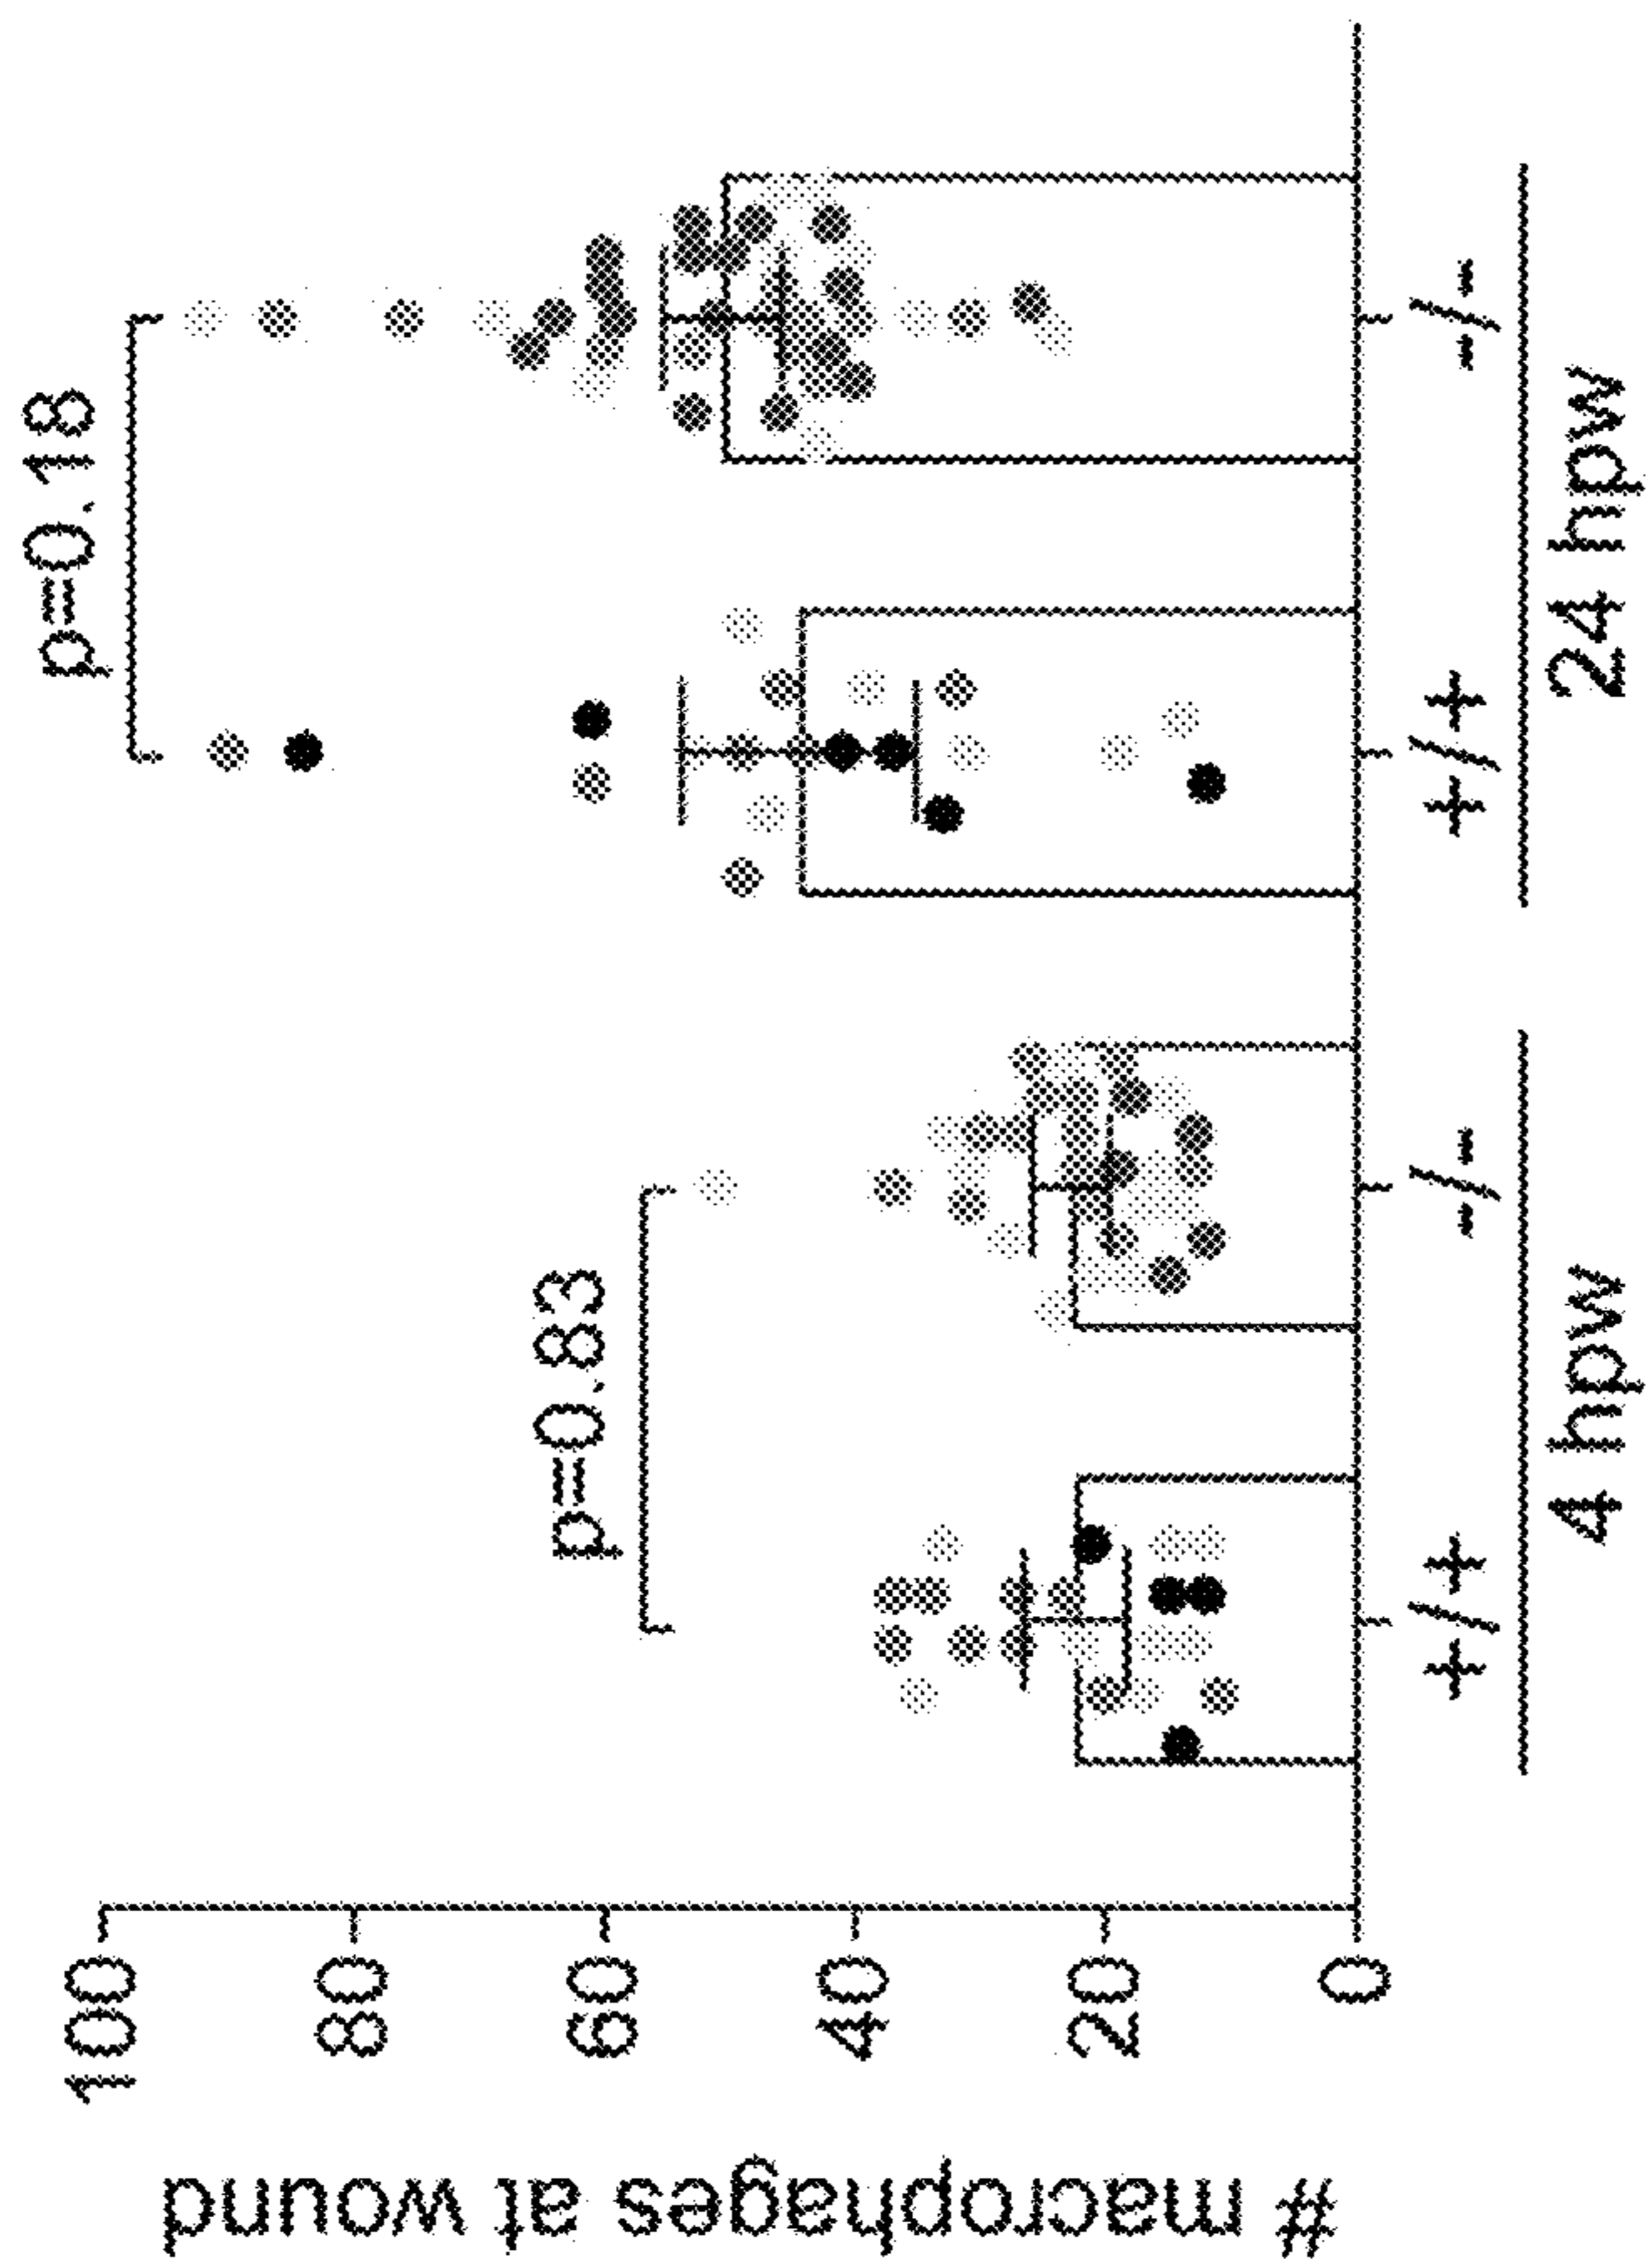 # macrophages at wound
100
80
60
40
20
0
p=0.83
p=0.18
+/+
-/-
+/+
-/-
4 hpw
24 hpw